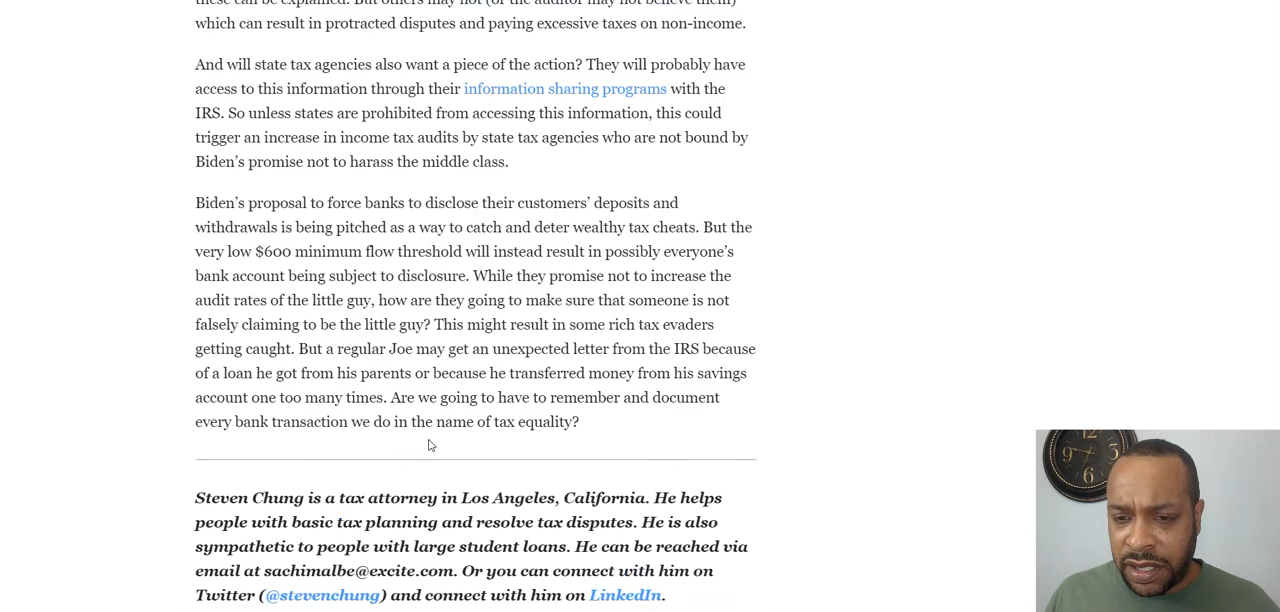 these can be explained. But others may not (or the auditor may not believe them)
which can result in protracted disputes and paying excessive taxes on non-income.
And will state tax agencies also want a piece of the action? They will probably have
access to this information through their information sharing programs with the
IRS. So unless states are prohibited from accessing this information, this could
trigger an increase in income tax audits by state tax agencies who are not bound by
Biden’s promise not to harass the middle class.
Biden’s proposal to force banks to disclose their customers’ deposits and
withdrawals is being pitched as a way to catch and deter wealthy tax cheats. But the
very low $600 minimum flow threshold will instead result in possibly everyone’s
bank account being subject to disclosure. While they promise not to increase the
audit rates of the little guy, how are they going to make sure that someone is not
falsely claiming to be the little guy? This might result in some rich tax evaders
getting caught. But a regular Joe may get an unexpected letter from the IRS because
of a loan he got from his parents or because he transferred money from his savings
account one too many times. Are we going to have to remember and document
every bank transaction we do in the name of tax equality?
Steven Chung is a tax attorney in Los Angeles, California. He helps
people with basic tax planning and resolve tax disputes. He is also
sympathetic to people with large student loans. He can be reached via
email at sachimalbe@excite.com. Or you can connect with him on
Twitter (@stevenchung) and connect with him on LinkedIn.
12
9 3
6